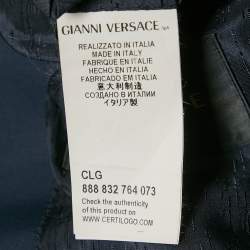 GIANNI VERSACE SpA
REALIZZATO IN ITALIA
MADE IN ITALY
FABRIQUE EN ITALIE
HECHO EN ITALIA
FABRICADO EM ITALIA
意大利制造
СОЗДАНО В ИТАЛИИ
イタリア製
CLG
888 832 764 073
Check the authenticity
of this product on
WWW.CERTILOGO.COM